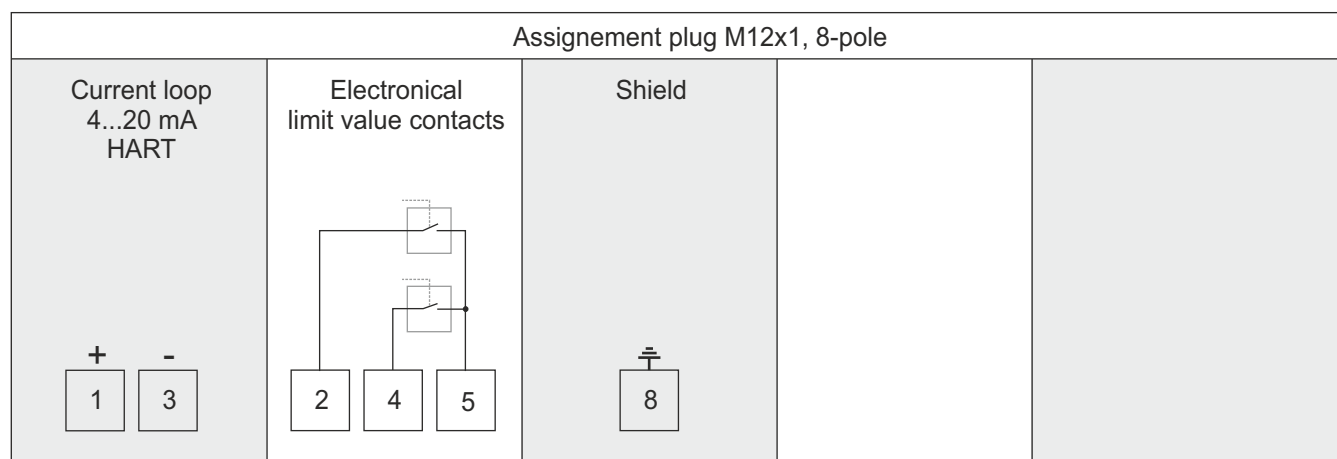 Assignement plug M12x1, 8-pole
Current loop
4...20 mA
HART
Electronical
limit value contacts
Shield
+ -
1 3
2 4 5
8